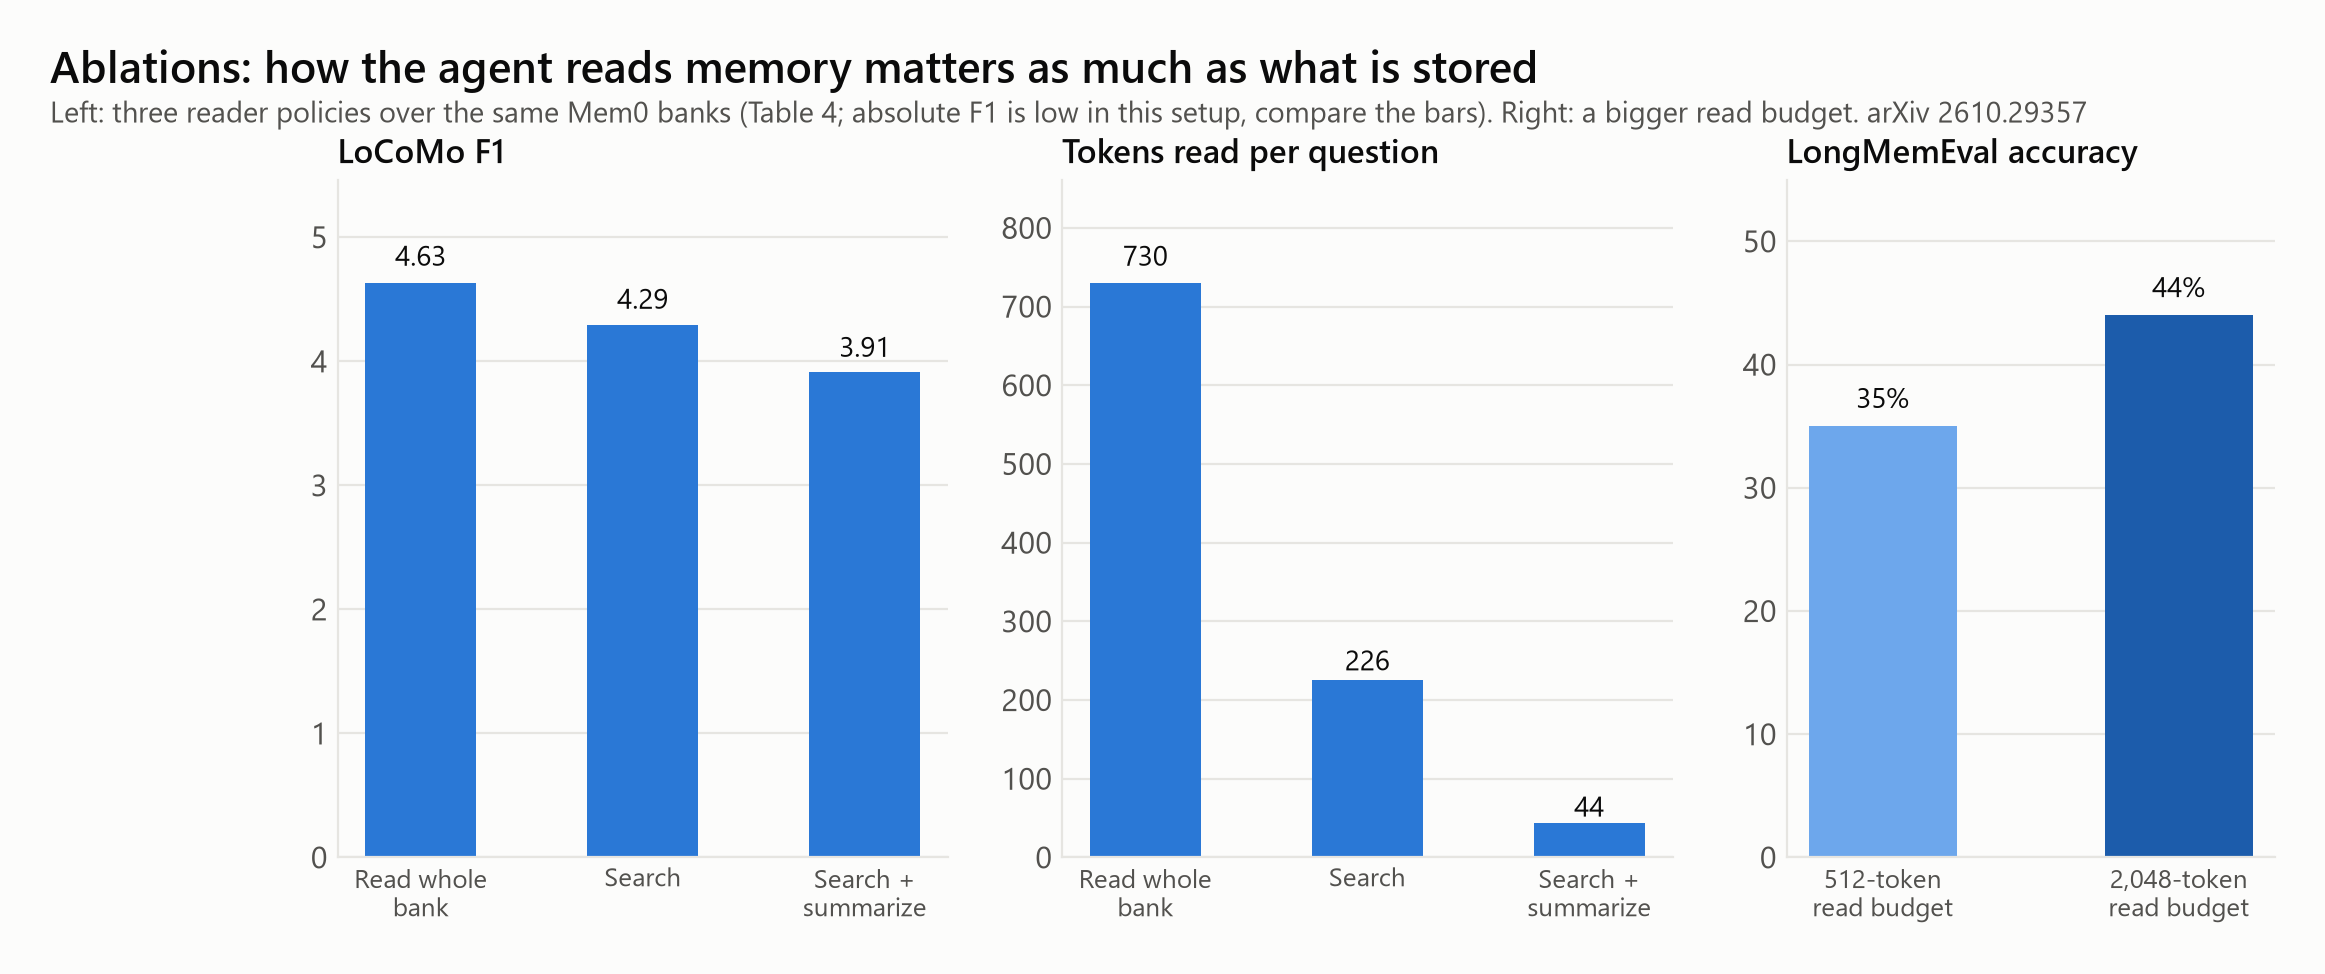 Ablations: how the agent reads memory matters as much as what is stored
Left: three reader policies over the same Mem0 banks (Table 4; absolute F1 is low in this setup, compare the bars). Right: a bigger read budget. arXiv 2610.29357
LoCoMo F1
5
4
3
2
1
0
4.63
4.29
3.91
Read whole
bank
Search
Search +
summarize
Tokens read per question
800
700
600
500
400
300
200
100
0
730
226
44
Read whole
bank
Search
Search +
summarize
LongMemEval accuracy
50
40
30
20
10
0
35%
44%
512-token
read budget
2,048-token
read budget